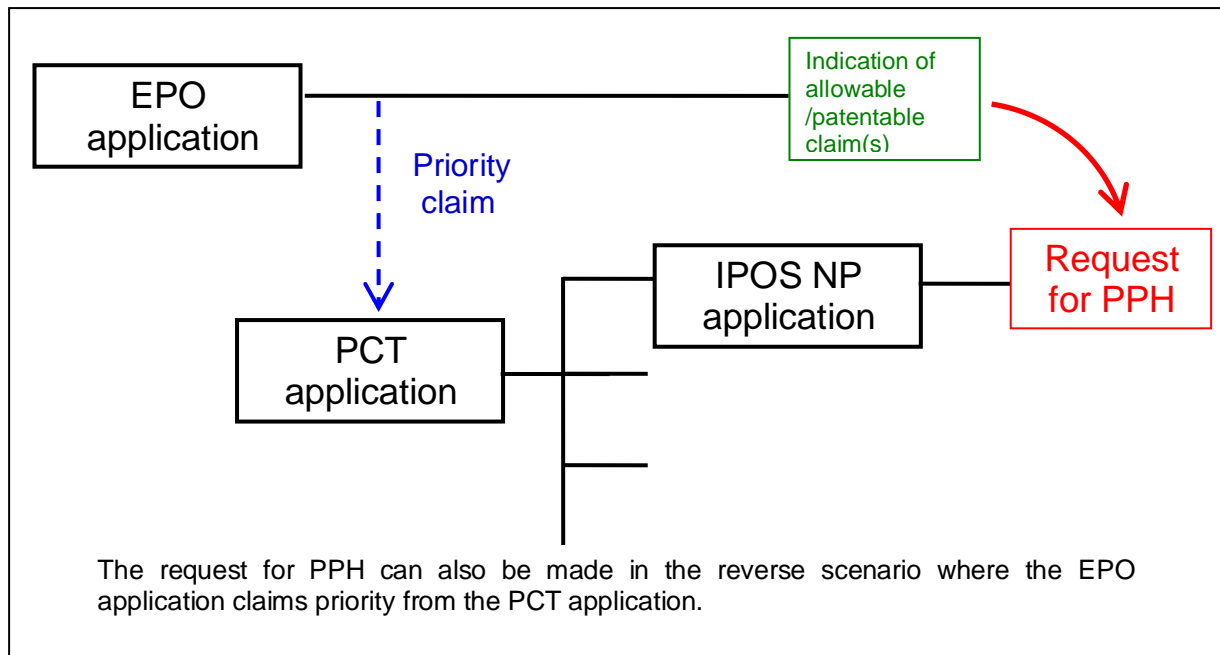 EPO
application
Indication of
allowable
/patentable
claim(s)
Priority
claim
IPOS NP
application
Request
for PPH
PCT
application
The request for PPH can also be made in the reverse scenario where the EPO
application claims priority from the PCT application.